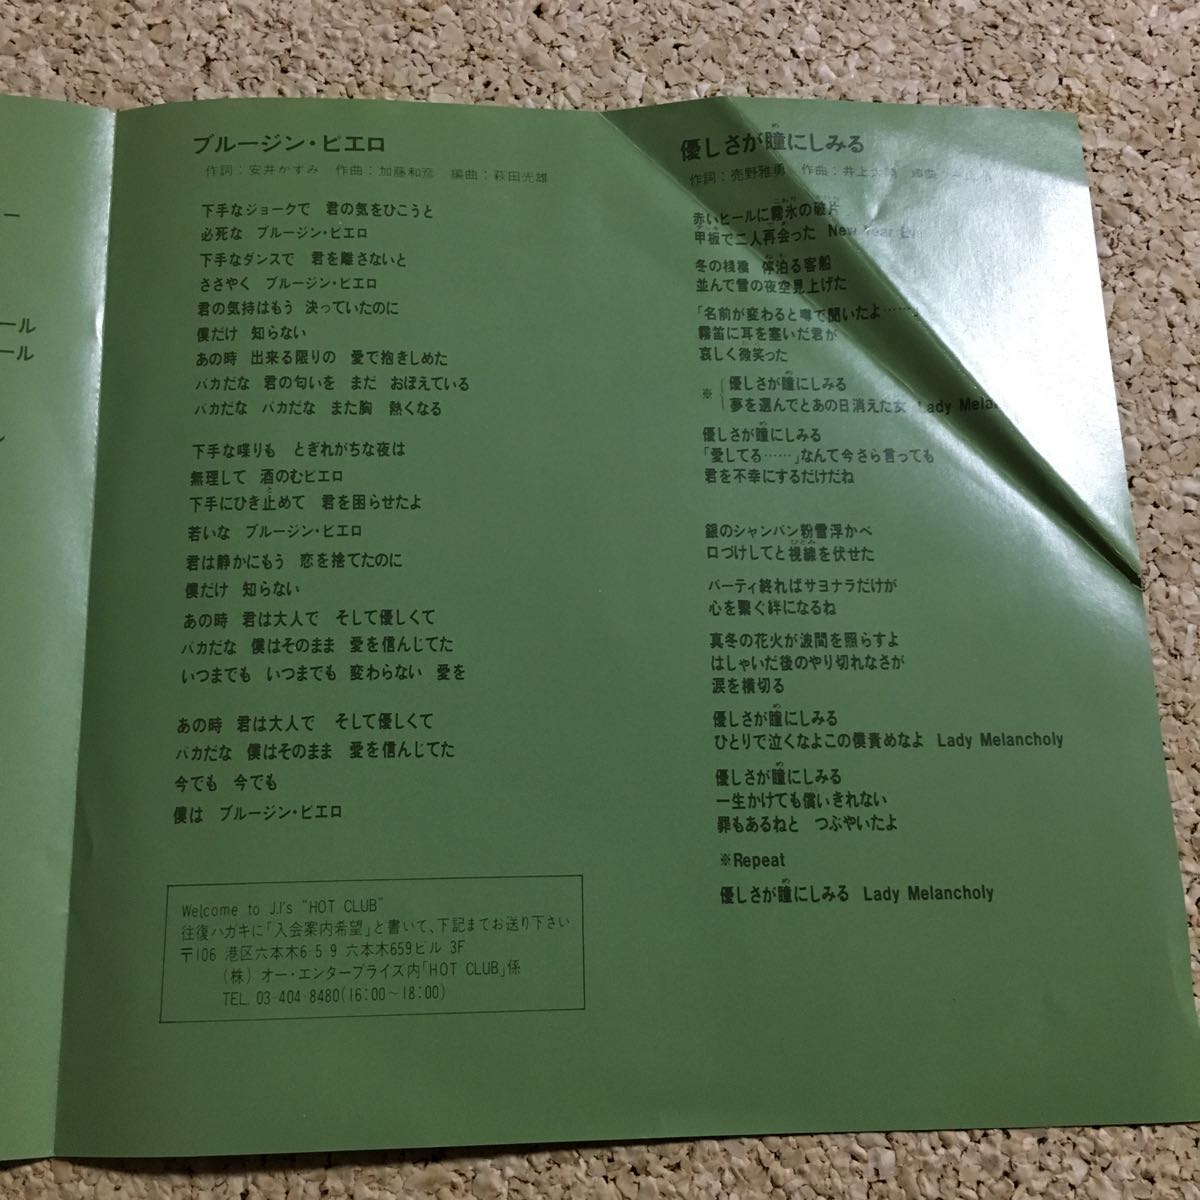 ー
ール
ール
ブルージン・ピエロ
作詞：安井かずみ 作曲：加藤和彦 編曲：萩田光雄
下手なジョークで 君の気をひこうと
必死な ブルージン・ピエロ
下手なダンスで 君を離さないと
ささやく ブルージン・ピエロ
君の気持はもう 決っていたのに
僕だけ 知らない
あの時 出来る限りの 愛で抱きしめた
バカだな 君の匂いを まだ おぼえている
バカだな バカだな また胸 熱くなる
下手な喋りも とぎれがちな夜は
無理して 酒のむピエロ
下手にひき止めて 君を困らせたよ
若いな ブルージン・ピエロ
君は静かにもう 恋を捨てたのに
僕だけ 知らない
あの時 君は大人で そして優しくて
バカだな 僕はそのまま 愛を信んじてた
いつまでも いつまでも 変わらない 愛を
あの時 君は大人で そして優しくて
バカだな 僕はそのまま 愛を信んじてた
今でも 今でも
僕は ブルージン・ピエロ
Welcome to J.I's "HOT CLUB"
往復ハガキに「入会案内希望」と書いて、下記までお送り下さい
〒106 港区六本木6 5 9 六本木659ビル 3F
(株) オー・エンタープライズ内「HOT CLUB」係
TEL. 03-404-8480(16:00〜18:00)
優しさが瞳にしみる
作詞：売野雅勇 作曲：井上大輔
赤いヒールに霧氷の破片
甲板で二人再会った New Year Eve
冬の桟橋 停泊る客船
並んで雪の夜空見上げた
「名前が変わると噂で聞いたよ……」
霧笛に耳を塞いだ君が
哀しく微笑った
※ 優しさが瞳にしみる
夢を選んでとあの日消えた女 Lady Mela
優しさが瞳にしみる
「愛してる……」なんて今さら言っても
君を不幸にするだけだね
銀のシャンパン粉雪浮かべ
口づけしてと視線を伏せた
パーティ終ればサヨナラだけが
心を繋ぐ絆になるね
真冬の花火が波間を照らすよ
はしゃいだ後のやり切れなさが
涙を横切る
優しさが瞳にしみる
ひとりで泣くなよこの僕責めなよ Lady Melancholy
優しさが瞳にしみる
一生かけても償いきれない
罪もあるねと つぶやいたよ
※Repeat
優しさが瞳にしみる Lady Melancholy